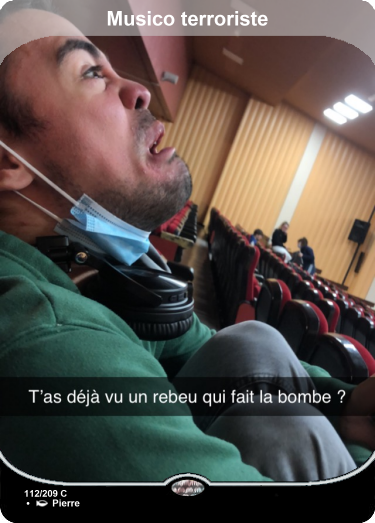 Musico terroriste
T'as déjà vu un rebeu qui fait la bombe ?
112/209 C
• Pierre